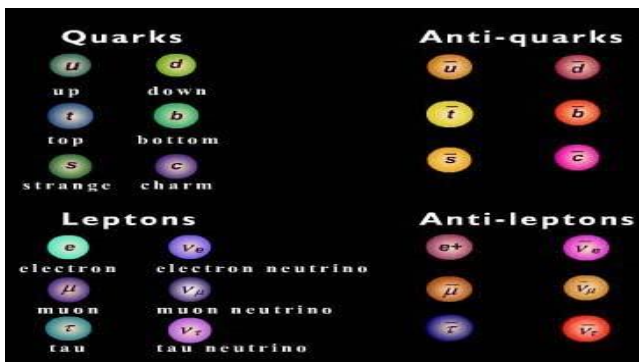 Quarks
u d
up down
t b
top bottom
s c
strange charm
Anti-quarks
u̅ d̅
t̅ b̅
s̅ c̅
Leptons
e νe
electron electron neutrino
μ νμ
muon muon neutrino
τ ντ
tau tau neutrino
Anti-leptons
e+ ν̅e
μ̅ ν̅μ
τ̅ ν̅τ